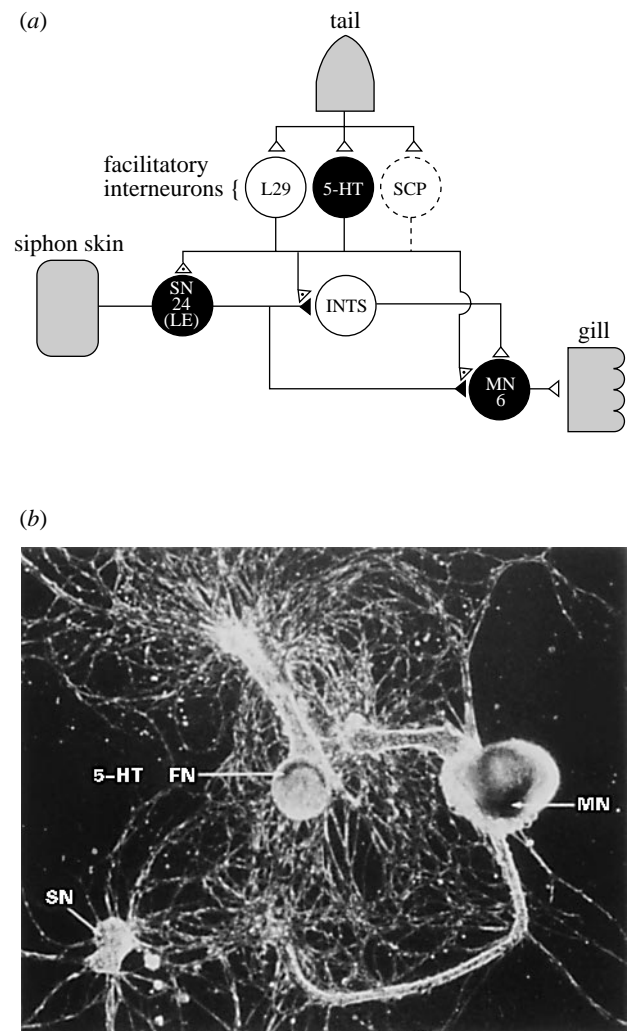 (a)
tail
facilitatory
interneurons {
L29
5-HT
SCP
siphon skin
SN
24
(LE)
INTS
gill
MN
6
(b)
5-HT FN
MN
SN